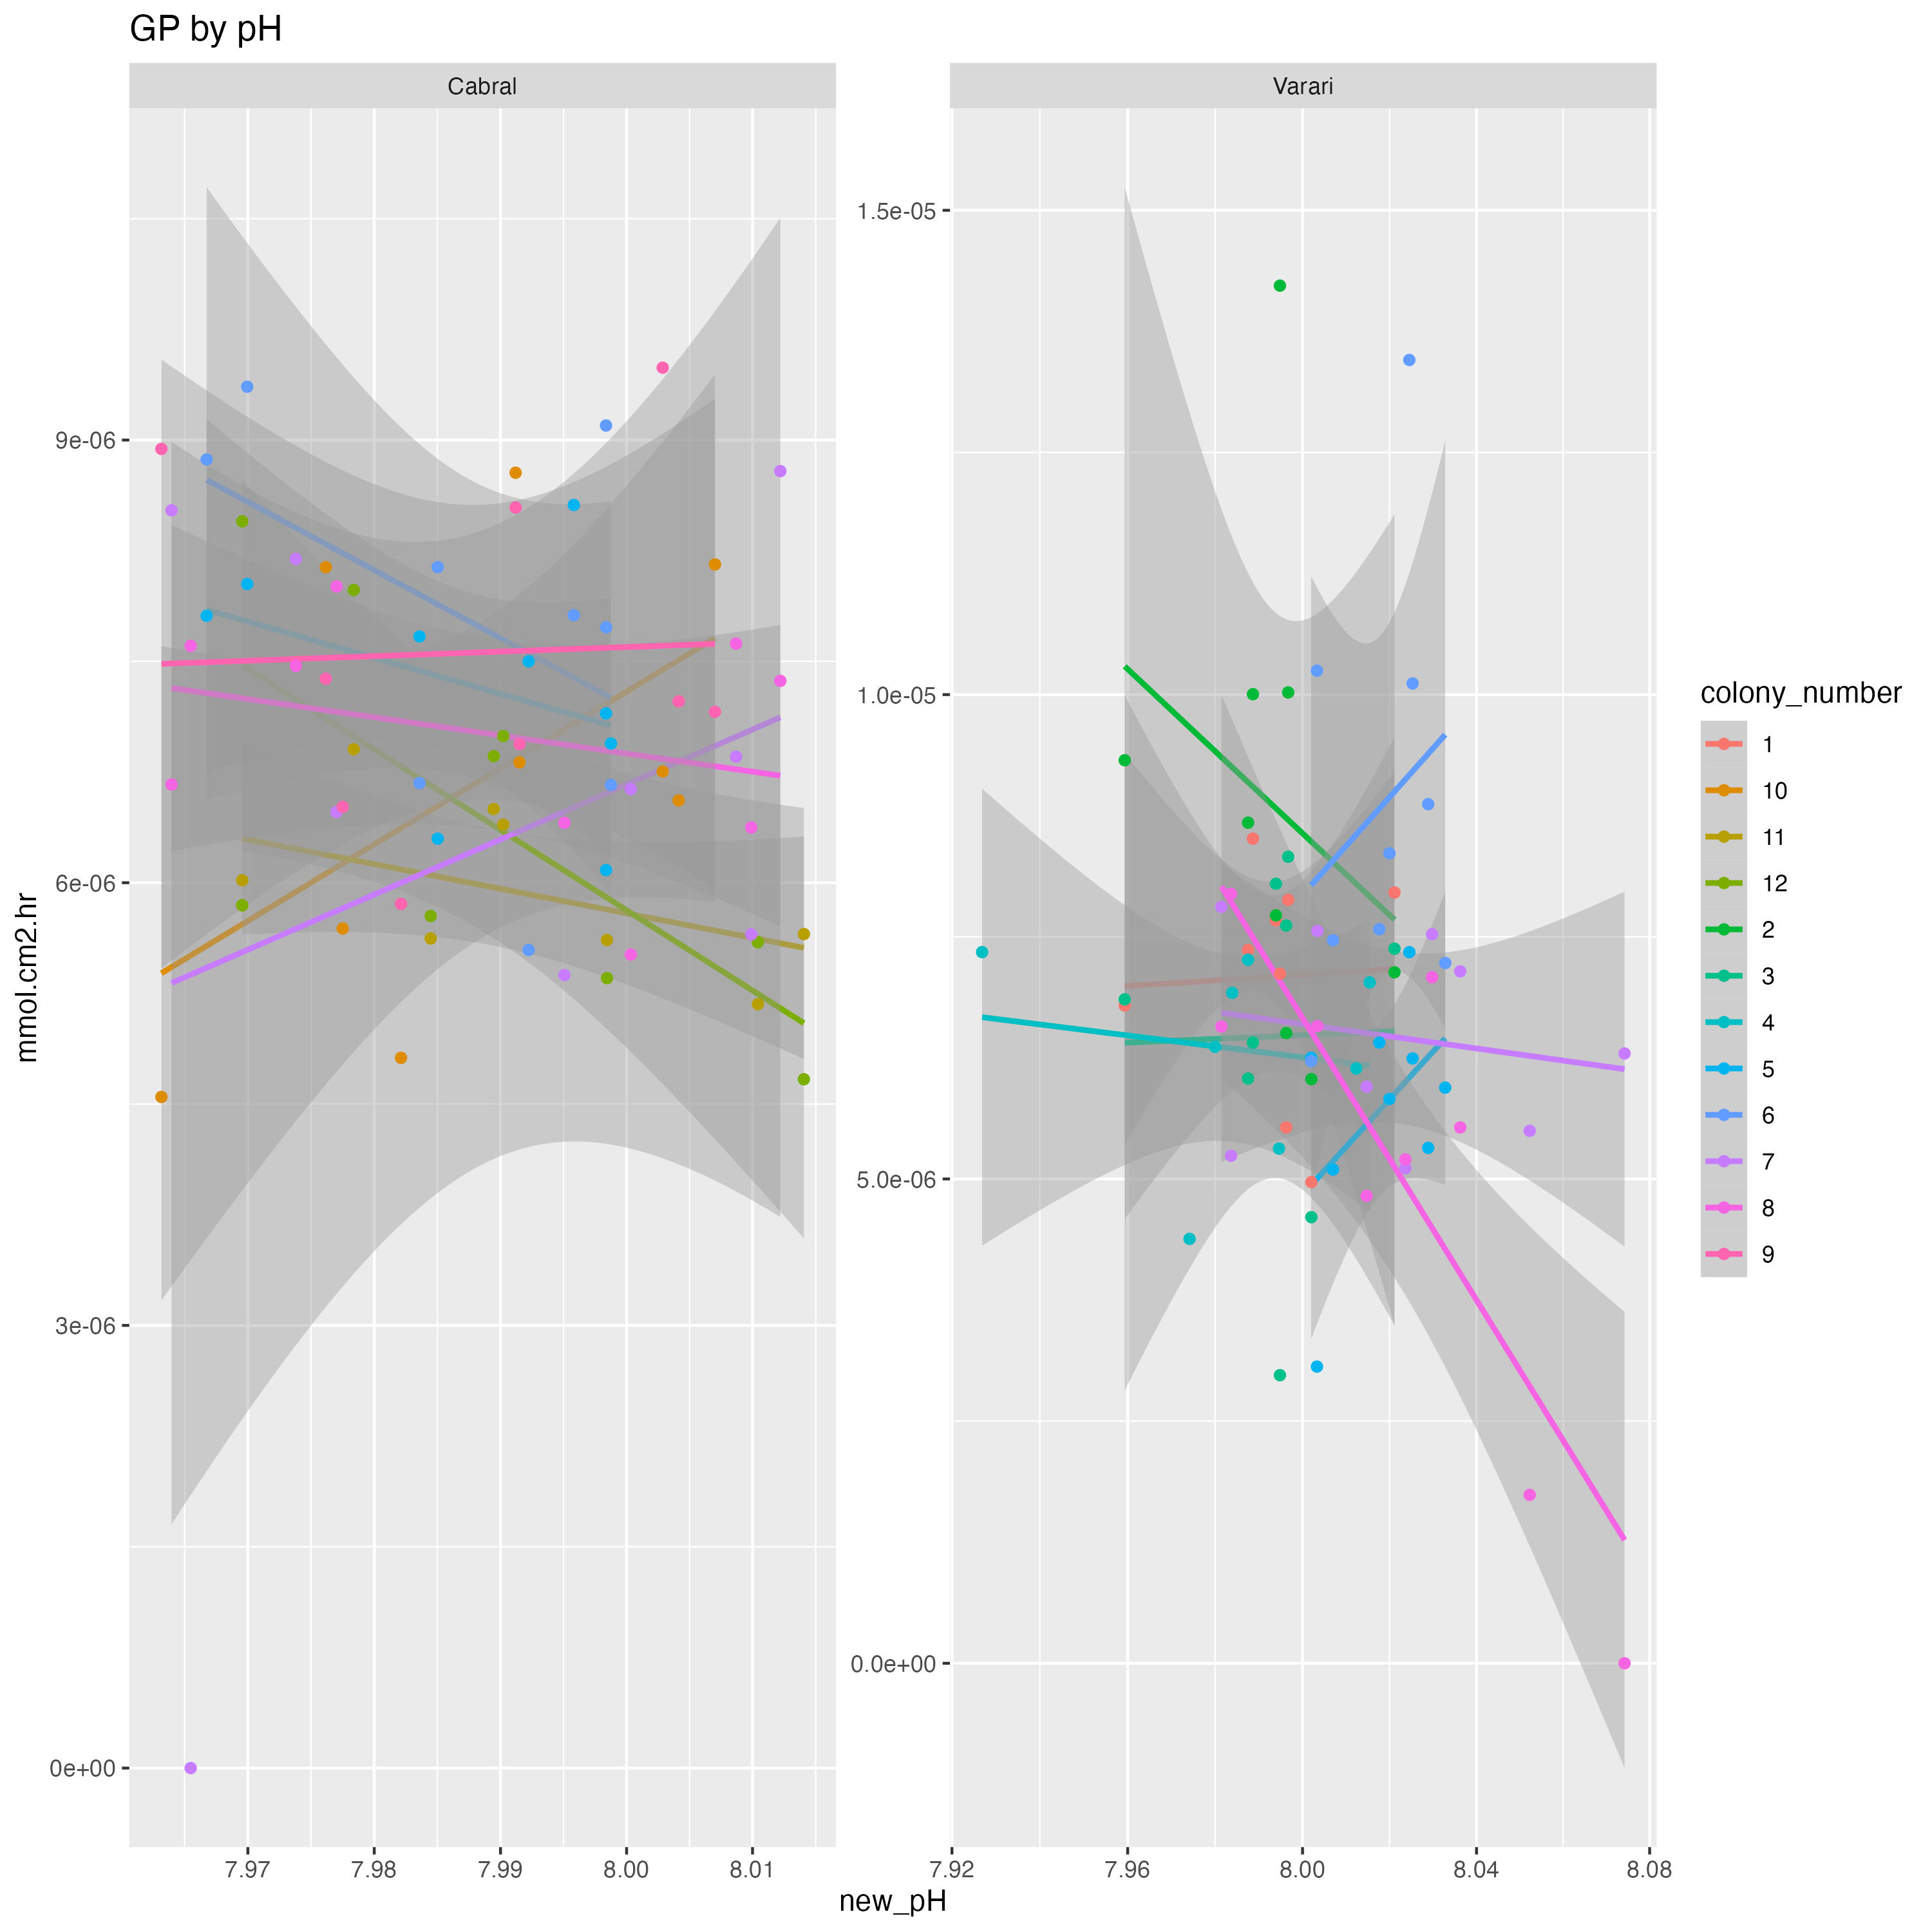 GP by pH
Cabral
Varari
mmol.cm2.hr
9e-06
6e-06
3e-06
0e+00
1.5e-05
1.0e-05
5.0e-06
0.0e+00
7.97 7.98 7.99 8.00 8.01
7.92 7.96 8.00 8.04 8.08
new_pH
colony_number
1
10
11
12
2
3
4
5
6
7
8
9